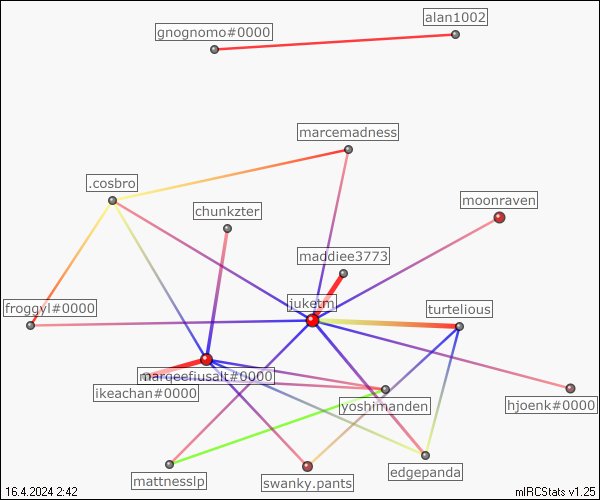 alan1002
gnognomo#0000
marcemadness
.cosbro
moonraven
chunkzter
maddiee3773
juketm
froggyl#0000
turtelious
marqeefiusalt#0000
ikeachan#0000
yoshimanden
hjoenk#0000
edgepanda
mattnesslp
swanky.pants
16.4.2024 2:42
mIRCStats v1.25